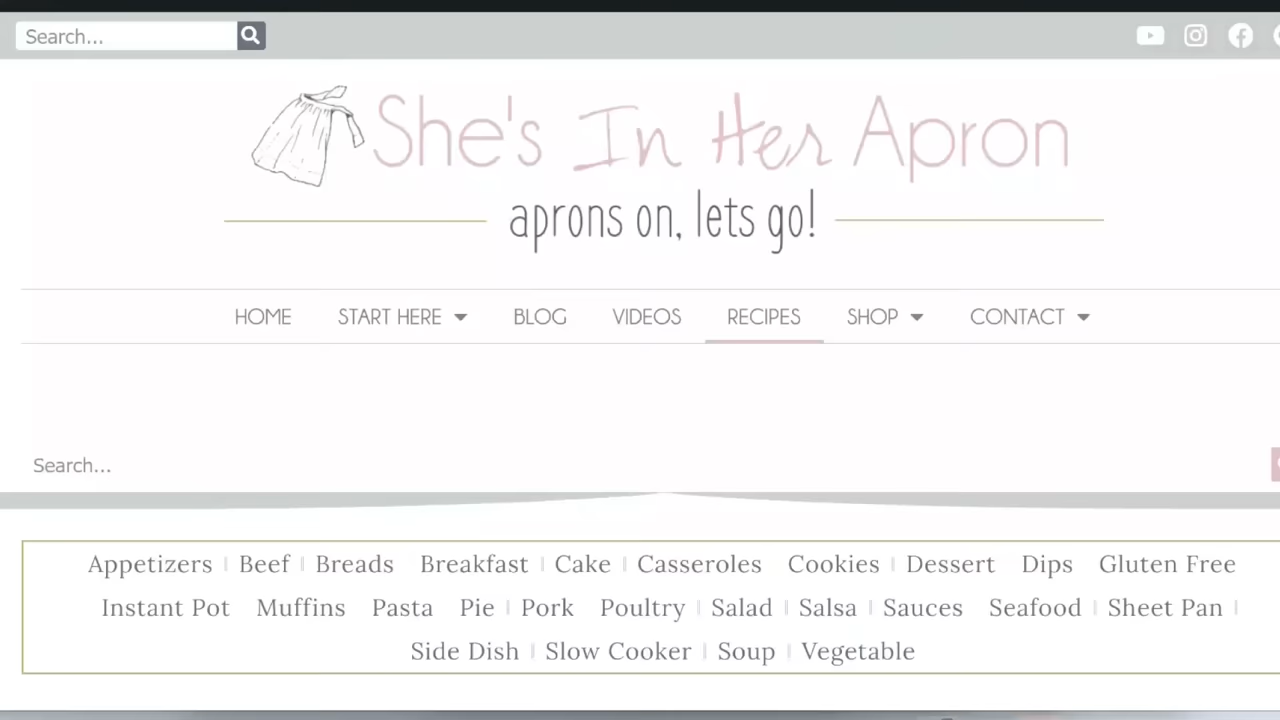 Search...
She's In Her Apron
aprons on, lets go!
HOME START HERE BLOG VIDEOS RECIPES SHOP CONTACT
Search...
Appetizers Beef Breads Breakfast Cake Casseroles Cookies Dessert Dips Gluten Free
Instant Pot Muffins Pasta Pie Pork Poultry Salad Salsa Sauces Seafood Sheet Pan
Side Dish Slow Cooker Soup Vegetable